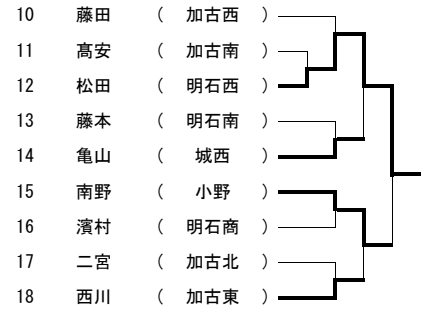 10 藤田 （ 加古西 ）
11 髙安 （ 加古南 ）
12 松田 （ 明石西 ）
13 藤本 （ 明石南 ）
14 亀山 （ 城西 ）
15 南野 （ 小野 ）
16 濱村 （ 明石商 ）
17 二宮 （ 加古北 ）
18 西川 （ 加古東 ）